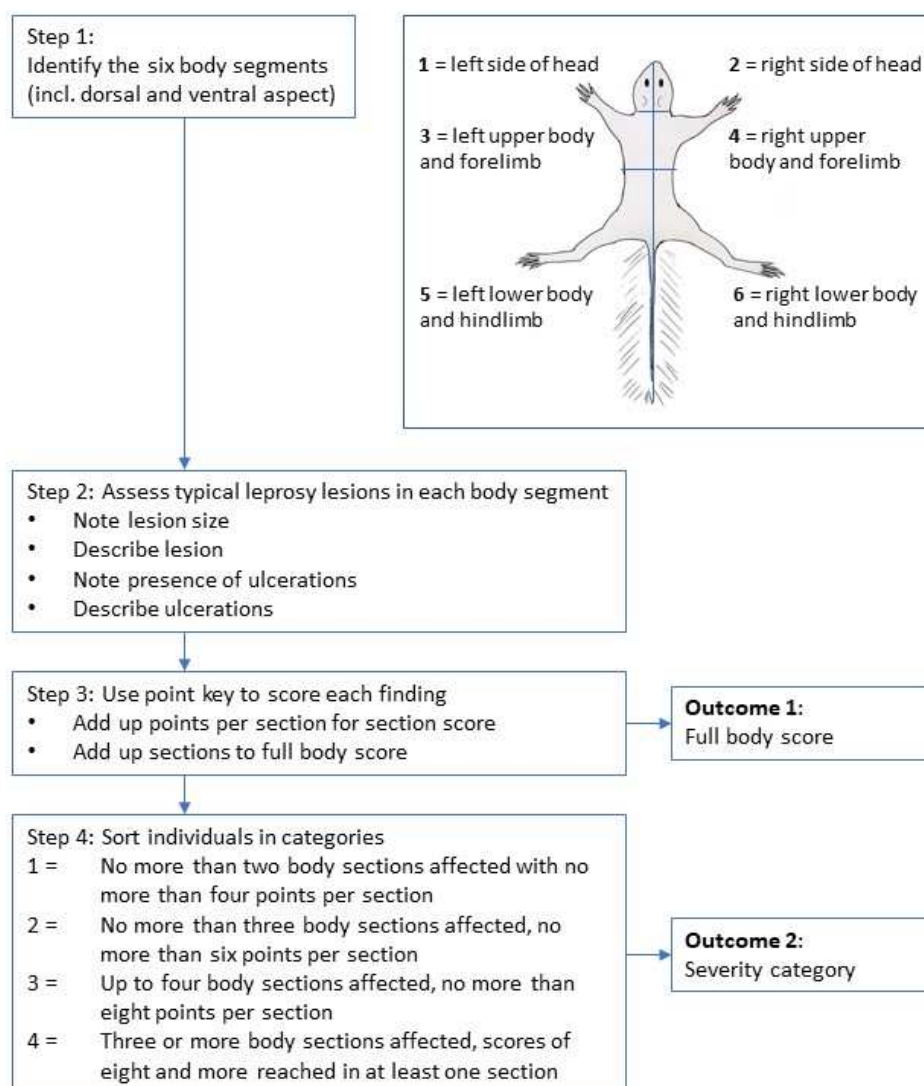 Step 1:
Identify the six body segments
(incl. dorsal and ventral aspect)
1 = left side of head
2 = right side of head
3 = left upper body
and forelimb
4 = right upper
body and forelimb
5 = left lower body
and hindlimb
6 = right lower body
and hindlimb
Step 2: Assess typical leprosy lesions in each body segment
• Note lesion size
• Describe lesion
• Note presence of ulcerations
• Describe ulcerations
Step 3: Use point key to score each finding
• Add up points per section for section score
• Add up sections to full body score
Outcome 1:
Full body score
Step 4: Sort individuals in categories
1 = No more than two body sections affected with no
more than four points per section
2 = No more than three body sections affected, no
more than six points per section
3 = Up to four body sections affected, no more than
eight points per section
4 = Three or more body sections affected, scores of
eight and more reached in at least one section
Outcome 2:
Severity category